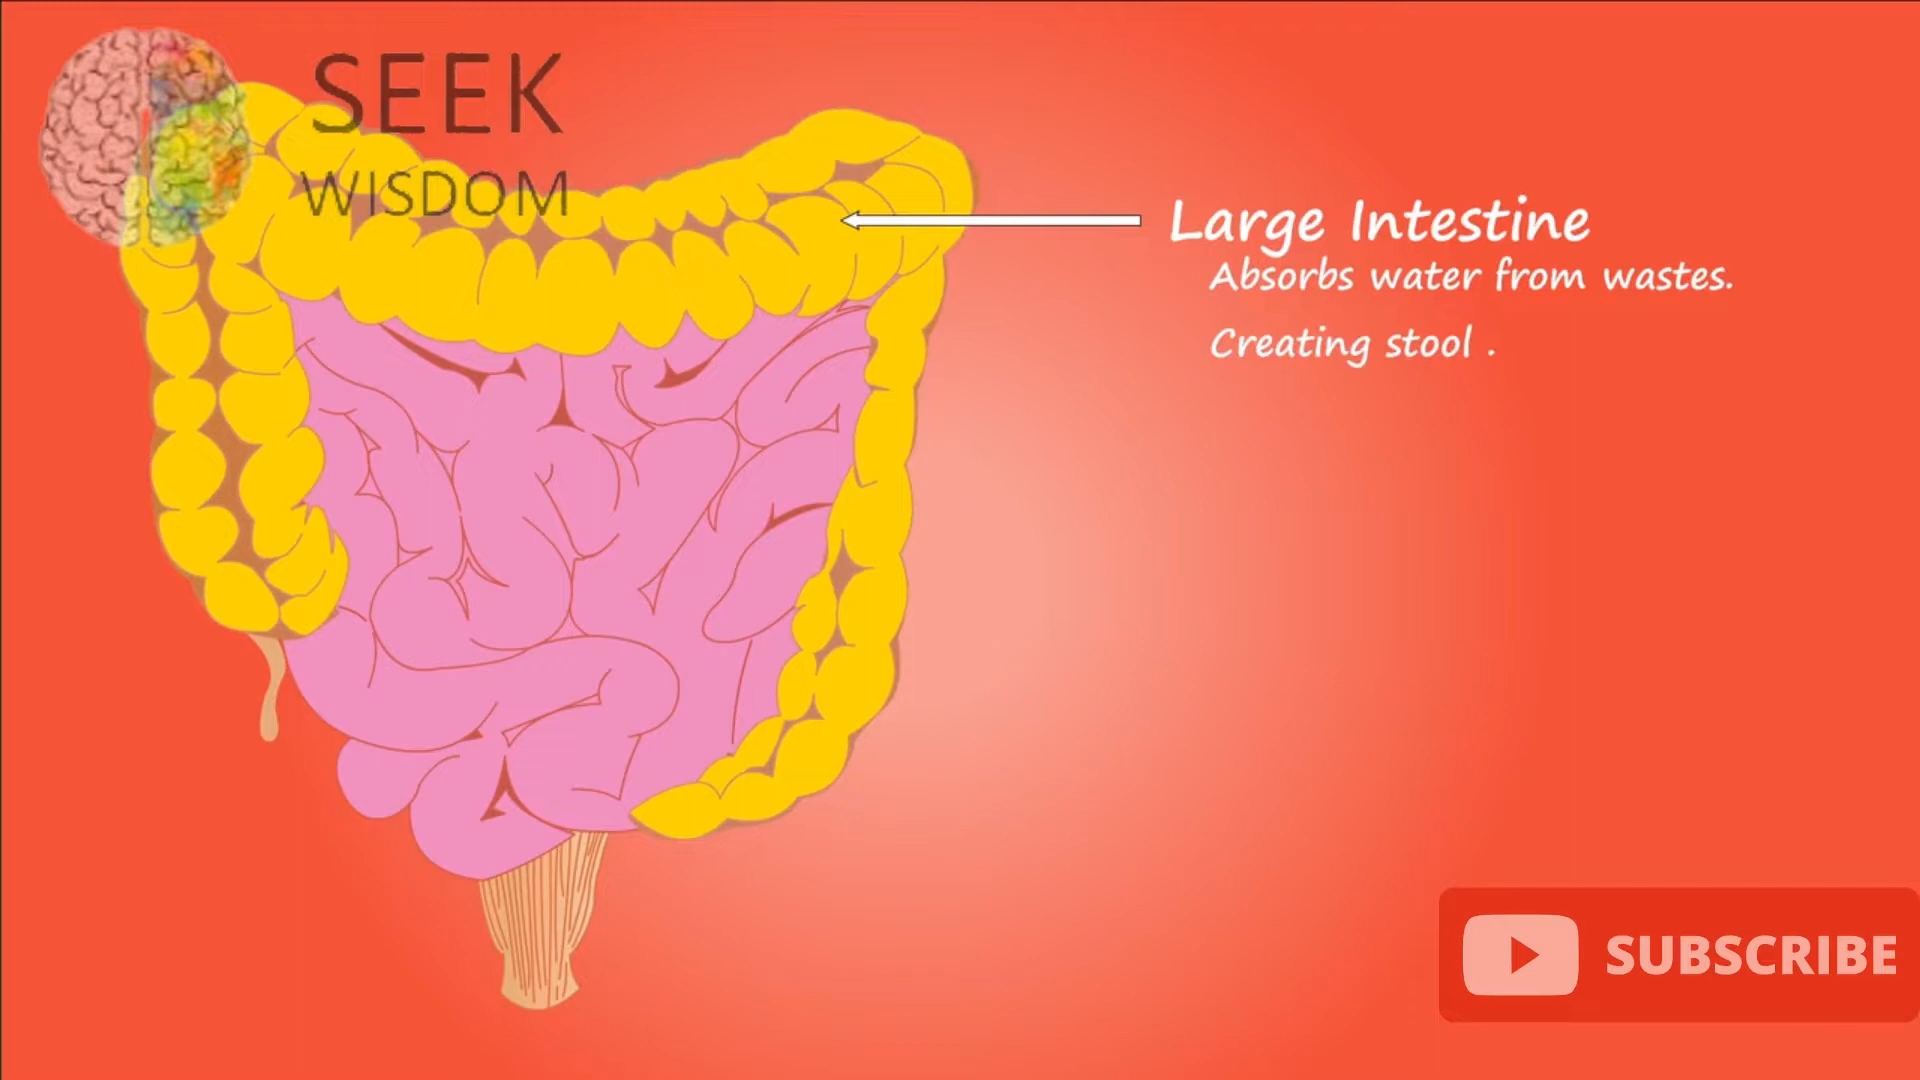 SEEK
WISDOM
Large Intestine
Absorbs water from wastes.
Creating stool .
SUBSCRIBE